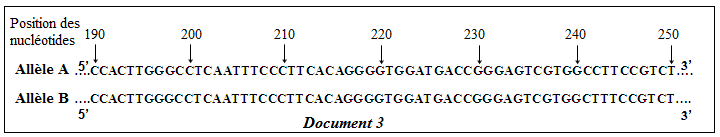 Position des
nucléotides
190 200 210 220 230 240 250
5' 3'
Allèle A ....CCACTTGGGCCTCAATTTCCCTTCACAGGGGTGGATGACCGGGAGTCGTGGCCTTCCGTCT.....
Allèle B ....CCACTTGGGCCTCAATTTCCCTTCACAGGGGTGGATGACCGGGAGTCGTGGCTTTCCGTCT....
5' 3'
Document 3